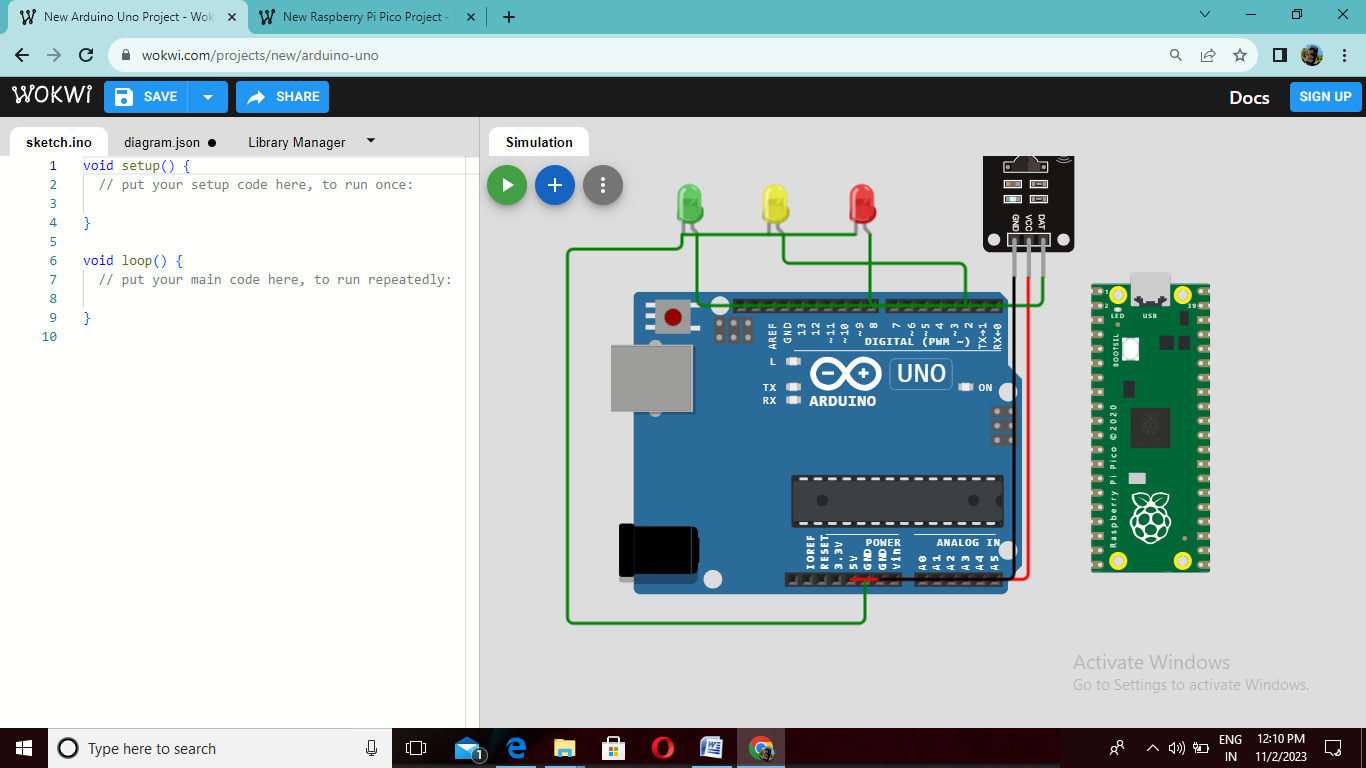 New Arduino Uno Project - Wok
New Raspberry Pi Pico Project -
wokwi.com/projects/new/arduino-uno
WOKWI
SAVE
SHARE
Docs
SIGN UP
sketch.ino
diagram.json
Library Manager
Simulation
1 void setup() {
2 // put your setup code here, to run once:
3
4 }
5
6 void loop() {
7 // put your main code here, to run repeatedly:
8
9 }
10
GND
VCC
DAT
AREF
GND
13
12
~11
~10
~9
8
7
~6
~5
4
~3
2
TX→1
RX←0
DIGITAL (PWM ~)
L
TX
RX
UNO
ON
ARDUINO
IOREF
RESET
3.3V
5V
GND
GND
Vin
POWER
ANALOG IN
A0
A1
A2
A3
A4
A5
1
2
39
LED
USB
BOOTSEL
Raspberry Pi Pico ©2020
Activate Windows
Go to Settings to activate Windows.
Type here to search
1
ENG
IN
12:10 PM
11/2/2023